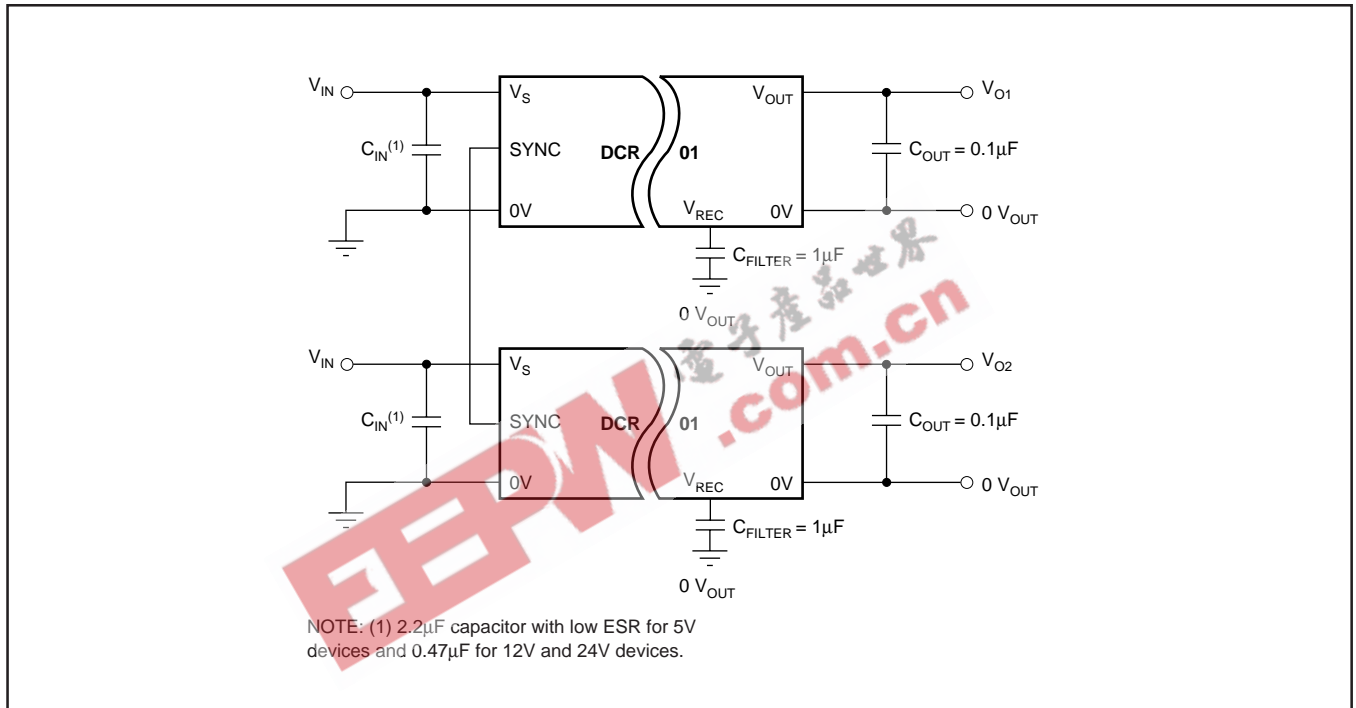 V_IN
C_IN(1)
V_S
SYNC
0V
DCR 01
V_OUT
V_REC
0V
C_FILTER = 1μF
0 V_OUT
V_O1
C_OUT = 0.1μF
0 V_OUT
V_IN
C_IN(1)
V_S
SYNC
0V
DCR 01
V_OUT
V_REC
0V
C_FILTER = 1μF
0 V_OUT
V_O2
C_OUT = 0.1μF
0 V_OUT
電子產品世界
EEPW .com.cn
NOTE: (1) 2.2μF capacitor with low ESR for 5V
devices and 0.47μF for 12V and 24V devices.